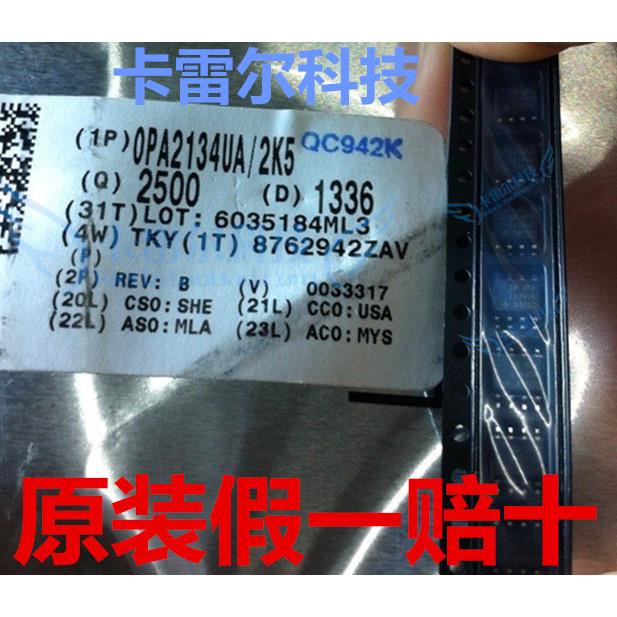 卡雷尔科技
(1P) OPA2134UA/2K5 QC942K
(Q) 2500 (D) 1336
(31T)LOT: 6035184ML3
(4W) TKY(1T) 8762942ZAV
(P)
(2P) REV: B (V) 0033317
(20L) CSO:SHE (21L) CCO:USA
(22L) ASO:MLA (23L) ACO:MYS
原装假一赔十